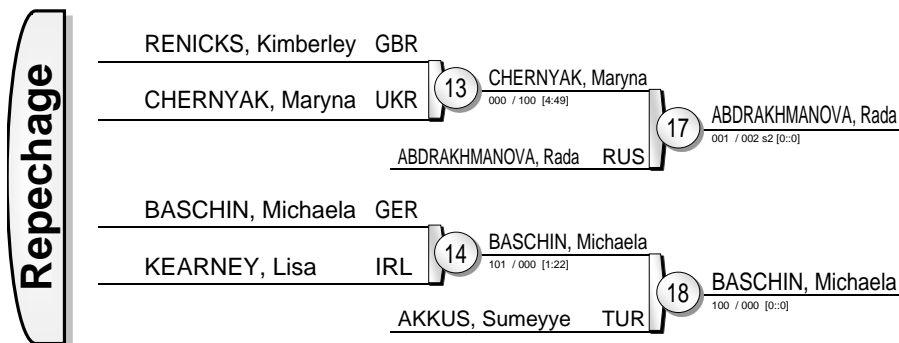 Repechage
RENICKS, Kimberley GBR
CHERNYAK, Maryna UKR
13
CHERNYAK, Maryna
000 / 100 [4:49]
ABDRAKHMANOVA, Rada RUS
17
ABDRAKHMANOVA, Rada
001 / 002 s2 [0::0]
BASCHIN, Michaela GER
KEARNEY, Lisa IRL
14
BASCHIN, Michaela
101 / 000 [1:22]
AKKUS, Sumeyye TUR
18
BASCHIN, Michaela
100 / 000 [0::0]